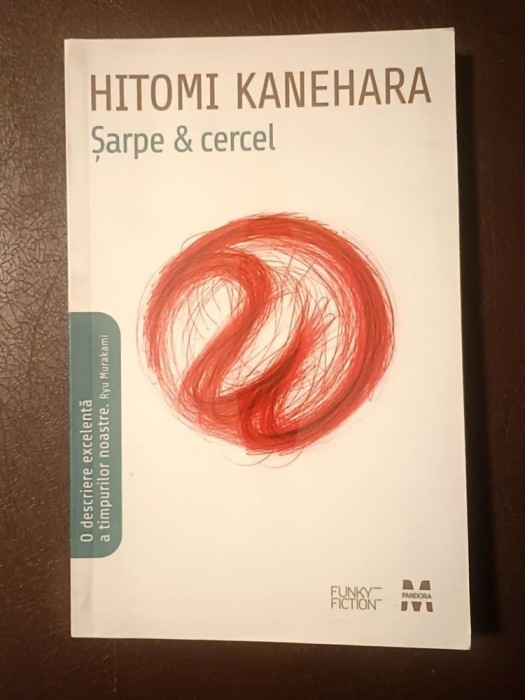 HITOMI KANEHARA
Șarpe & cercel
O descriere excelentă
a timpurilor noastre. Ryu Murakami
FUNKY
FICTION
PANDORA
M